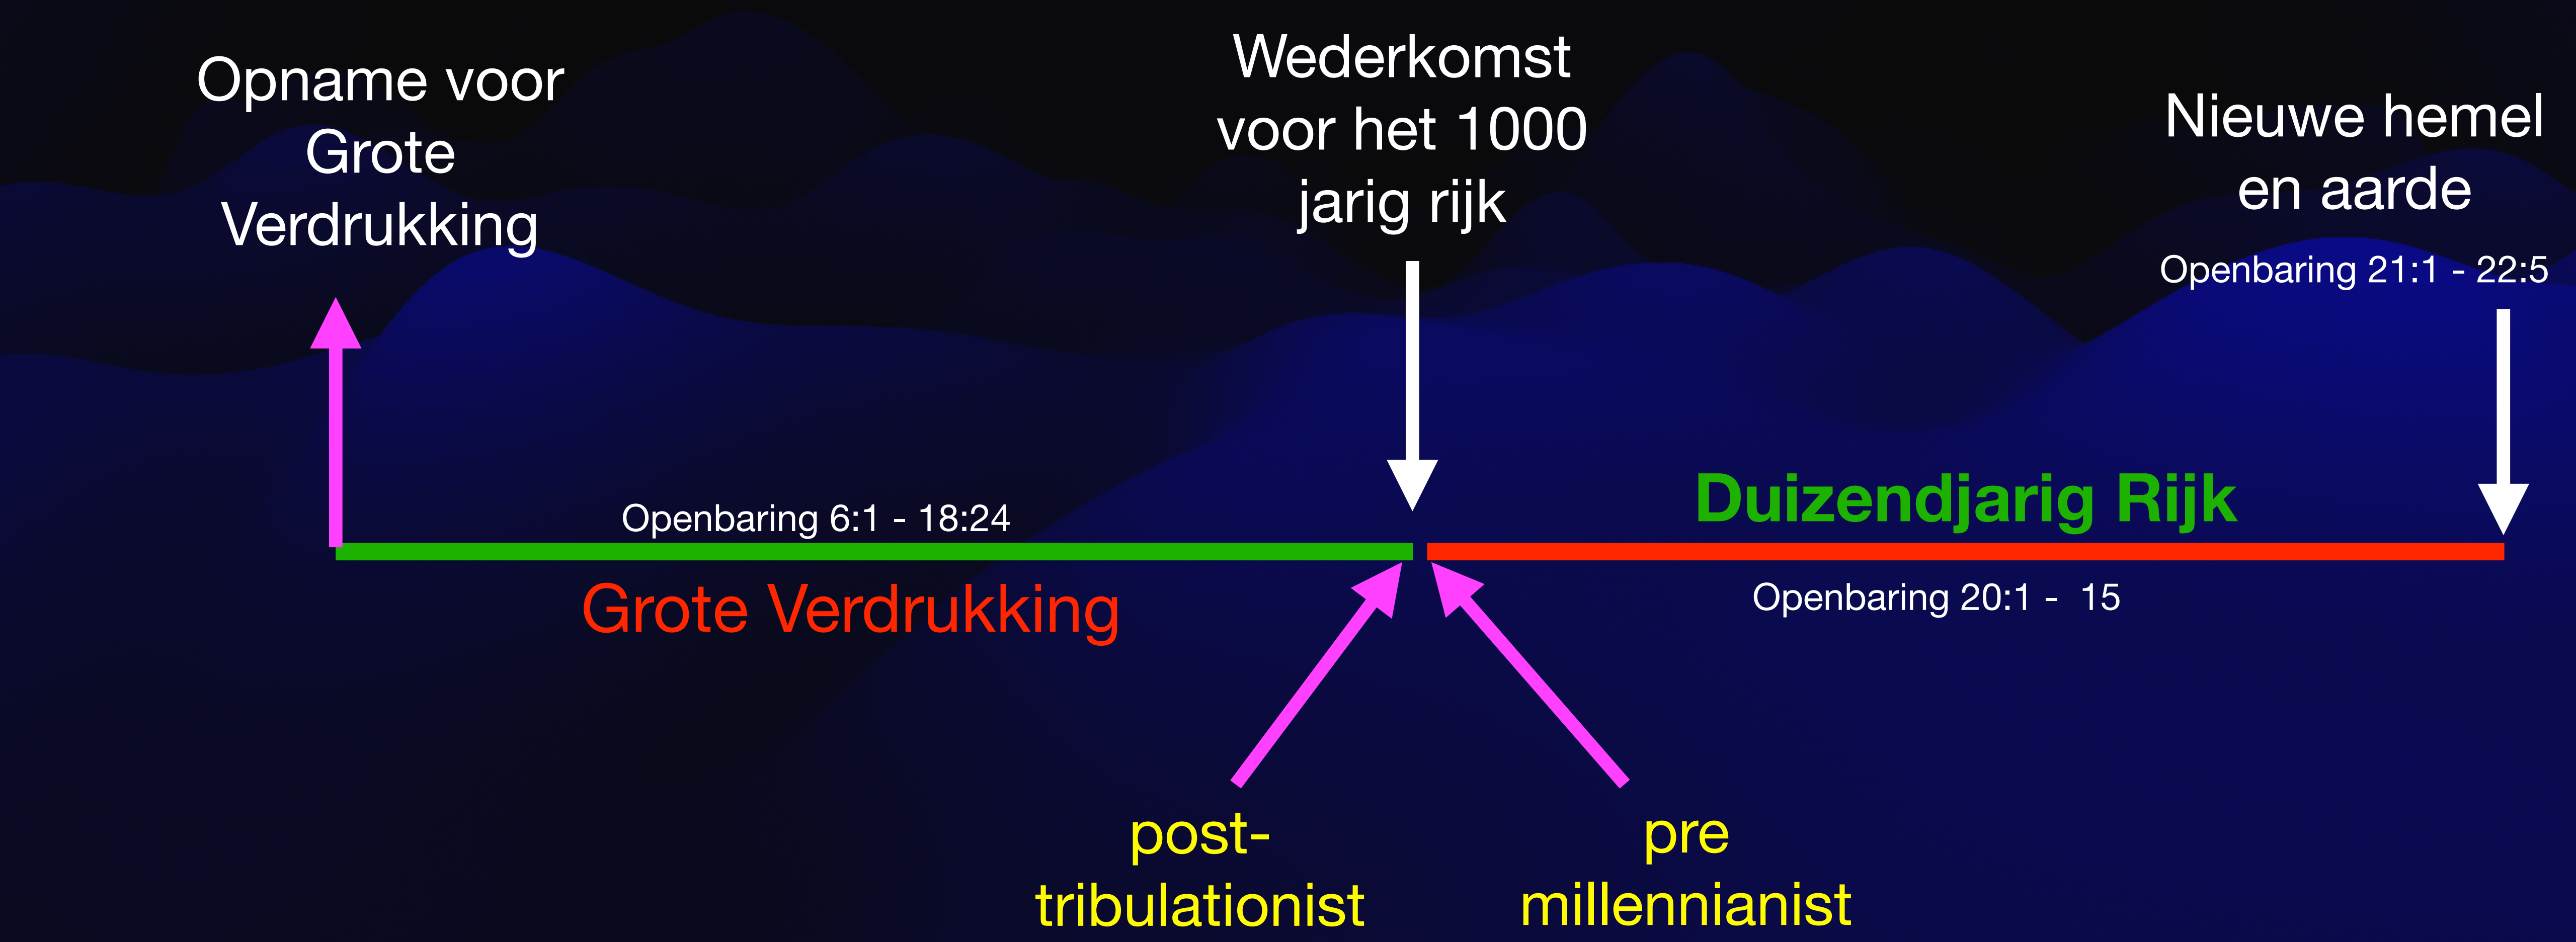 Opname voor
Grote
Verdrukking
Wederkomst
voor het 1000
jarig rijk
Nieuwe hemel
en aarde
Openbaring 21:1 - 22:5
Openbaring 6:1 - 18:24
Grote Verdrukking
Duizendjarig Rijk
Openbaring 20:1 -  15
post-
tribulationist
pre
millennianist